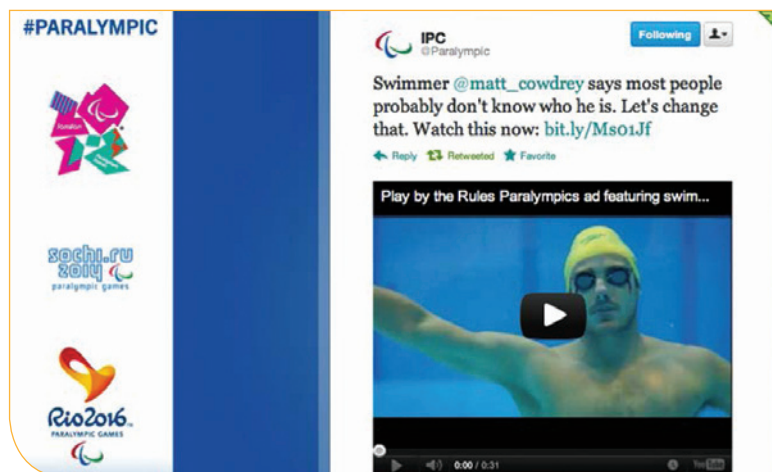 #PARALYMPIC
london
sochi.ru
2014
paralympic games
Rio2016
PARALYMPIC GAMES
IPC
@Paralympic
Following
Swimmer @matt_cowdrey says most people
probably don't know who he is. Let's change
that. Watch this now: bit.ly/Ms01Jf
Reply Retweeted Favorite
Play by the Rules Paralympics ad featuring swim...
0:00 / 0:31
YouTube